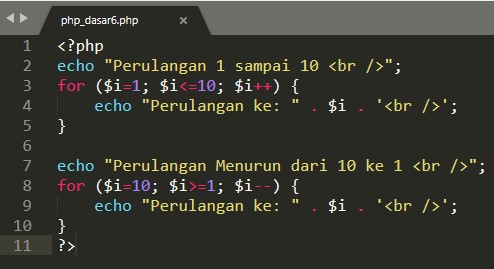 php_dasar6.php ×
1 <?php
2 echo "Perulangan 1 sampai 10 <br />";
3 for ($i=1; $i<=10; $i++) {
4     echo "Perulangan ke: " . $i . '<br />';
5 }
6
7 echo "Perulangan Menurun dari 10 ke 1 <br />";
8 for ($i=10; $i>=1; $i--) {
9     echo "Perulangan ke: " . $i . '<br />';
10 }
11 ?>